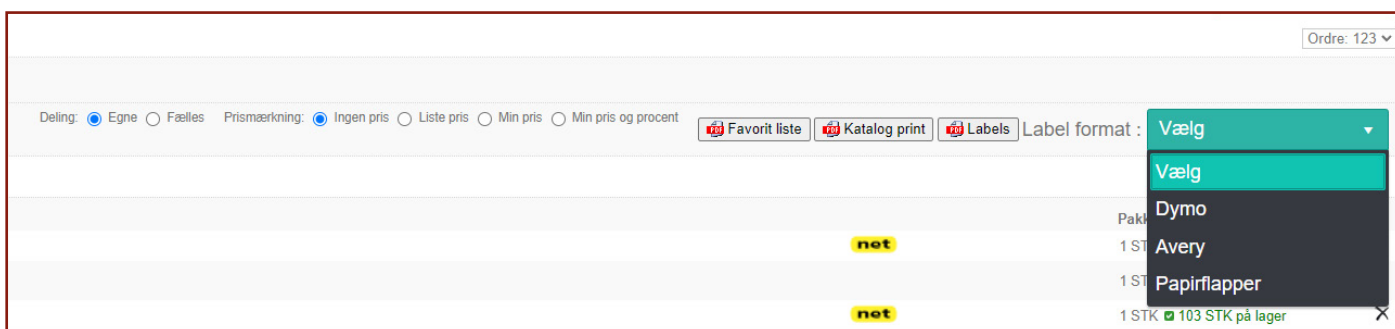 Ordre: 123
Deling: Egne Fælles Prismærkning: Ingen pris Liste pris Min pris Min pris og procent Favorit liste Katalog print Labels Label format : Vælg
Vælg
Dymo
Avery
Papirflapper
Pakk
net 1 ST
1 ST
net 1 STK 103 STK på lager